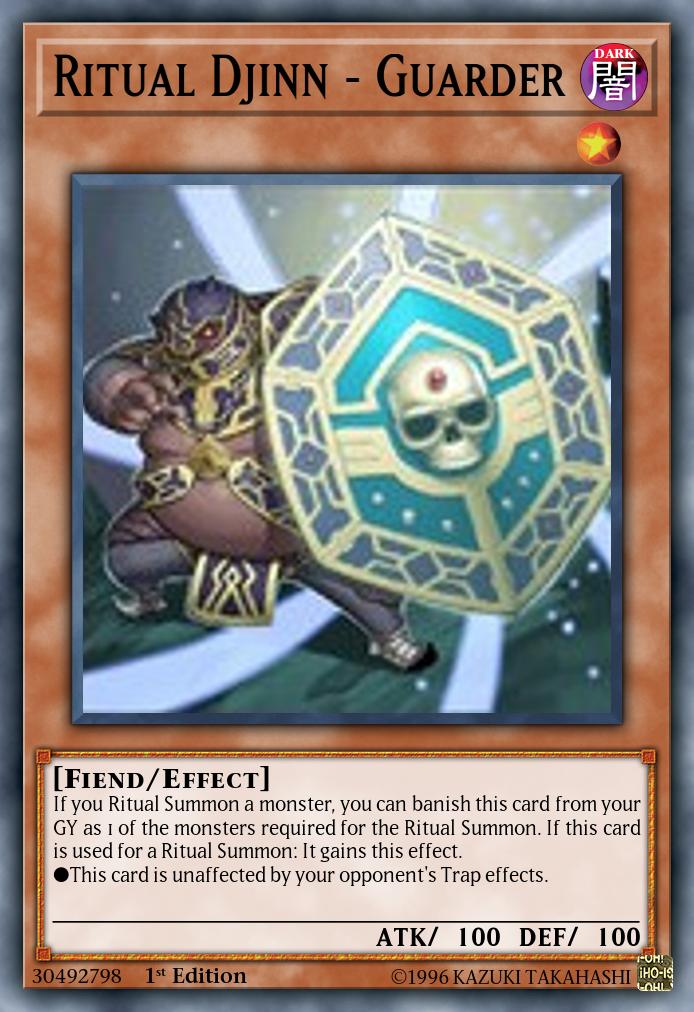 Ritual Djinn - Guarder
DARK
闇
[Fiend/Effect]
If you Ritual Summon a monster, you can banish this card from your
GY as 1 of the monsters required for the Ritual Summon. If this card
is used for a Ritual Summon: It gains this effect.
●This card is unaffected by your opponent's Trap effects.
ATK/ 100 DEF/ 100
30492798 1st Edition ©1996 KAZUKI TAKAHASHI